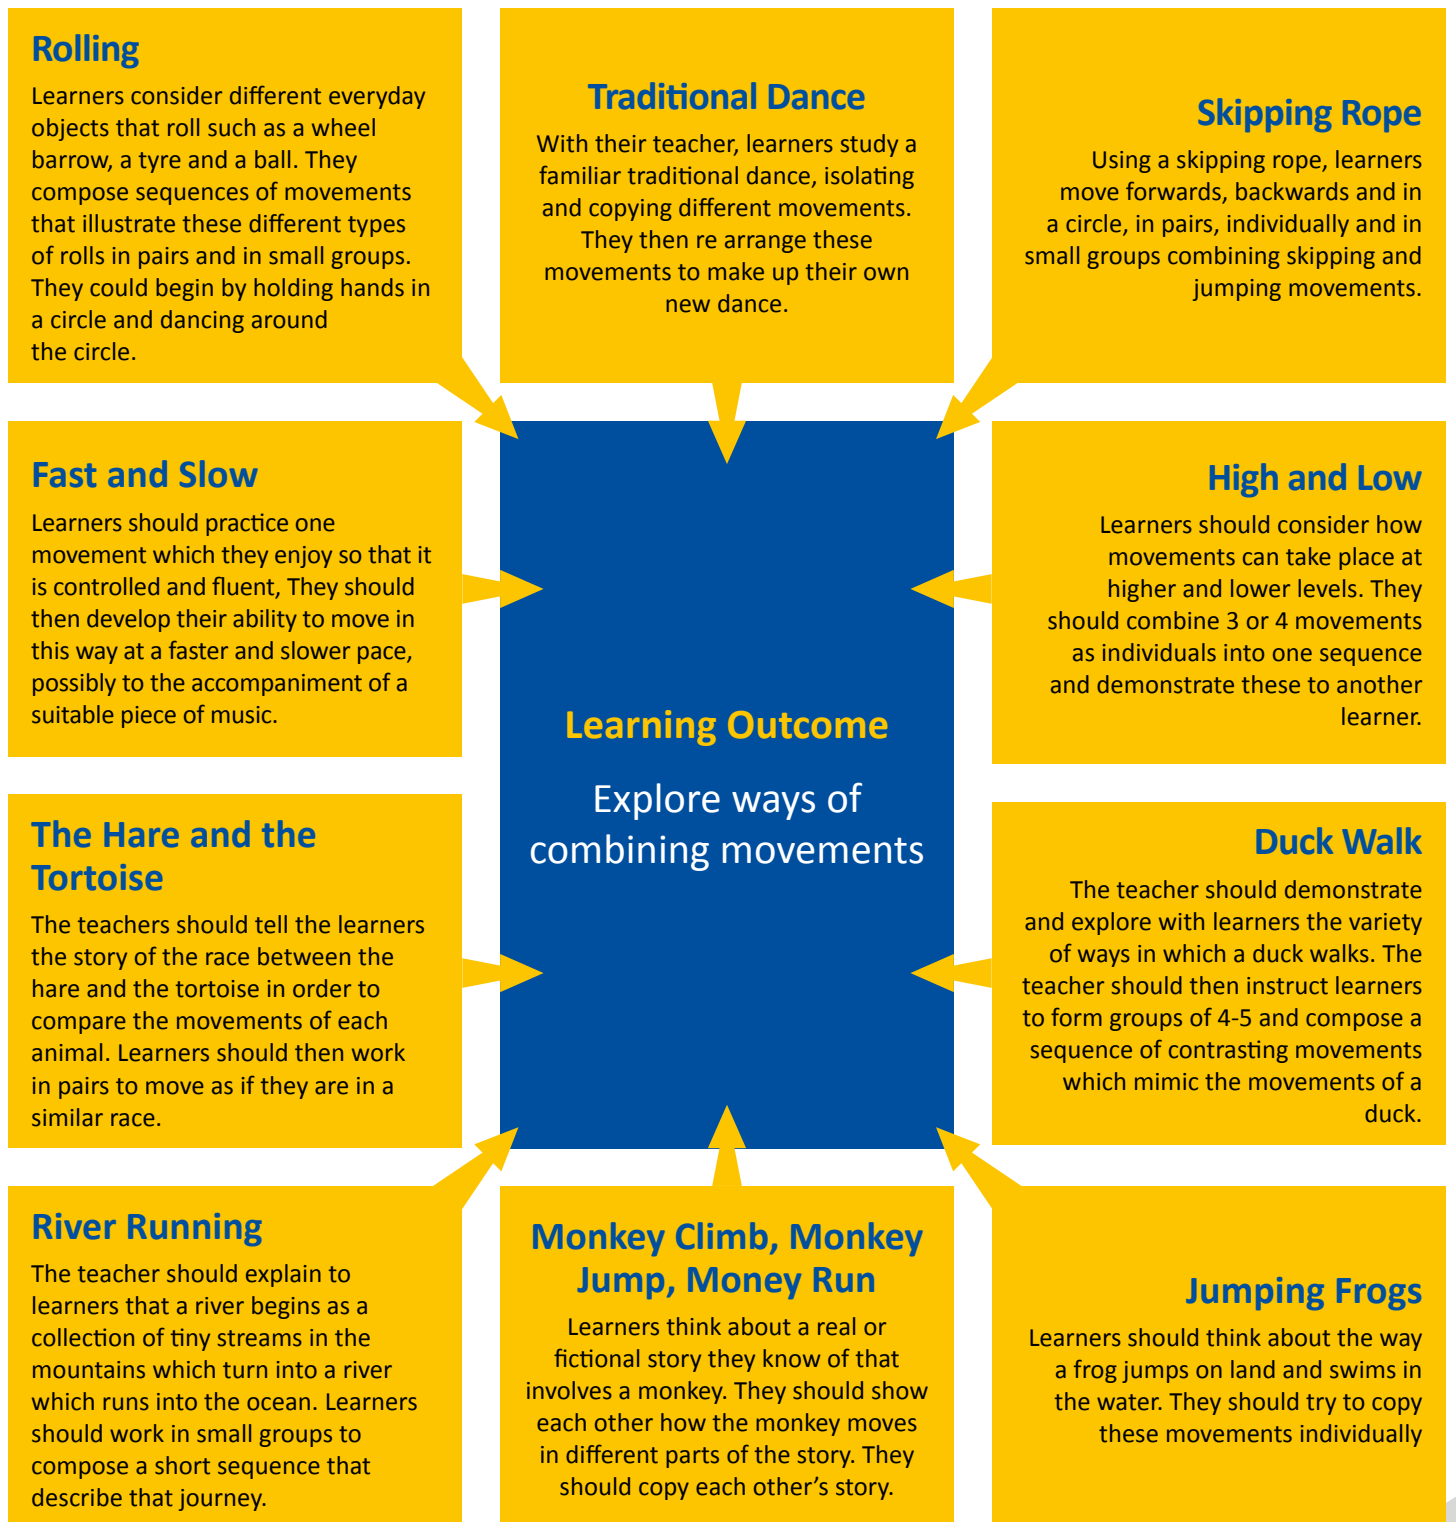 Rolling
Learners consider different everyday
objects that roll such as a wheel
barrow, a tyre and a ball. They
compose sequences of movements
that illustrate these different types
of rolls in pairs and in small groups.
They could begin by holding hands in
a circle and dancing around
the circle.
Traditional Dance
With their teacher, learners study a
familiar traditional dance, isolating
and copying different movements.
They then re arrange these
movements to make up their own
new dance.
Skipping Rope
Using a skipping rope, learners
move forwards, backwards and in
a circle, in pairs, individually and in
small groups combining skipping and
jumping movements.
Fast and Slow
Learners should practice one
movement which they enjoy so that it
is controlled and fluent, They should
then develop their ability to move in
this way at a faster and slower pace,
possibly to the accompaniment of a
suitable piece of music.
High and Low
Learners should consider how
movements can take place at
higher and lower levels. They
should combine 3 or 4 movements
as individuals into one sequence
and demonstrate these to another
learner.
Learning Outcome
Explore ways of
combining movements
The Hare and the
Tortoise
The teachers should tell the learners
the story of the race between the
hare and the tortoise in order to
compare the movements of each
animal. Learners should then work
in pairs to move as if they are in a
similar race.
Duck Walk
The teacher should demonstrate
and explore with learners the variety
of ways in which a duck walks. The
teacher should then instruct learners
to form groups of 4-5 and compose a
sequence of contrasting movements
which mimic the movements of a
duck.
River Running
The teacher should explain to
learners that a river begins as a
collection of tiny streams in the
mountains which turn into a river
which runs into the ocean. Learners
should work in small groups to
compose a short sequence that
describe that journey.
Monkey Climb, Monkey
Jump, Money Run
Learners think about a real or
fictional story they know of that
involves a monkey. They should show
each other how the monkey moves
in different parts of the story. They
should copy each other’s story.
Jumping Frogs
Learners should think about the way
a frog jumps on land and swims in
the water. They should try to copy
these movements individually